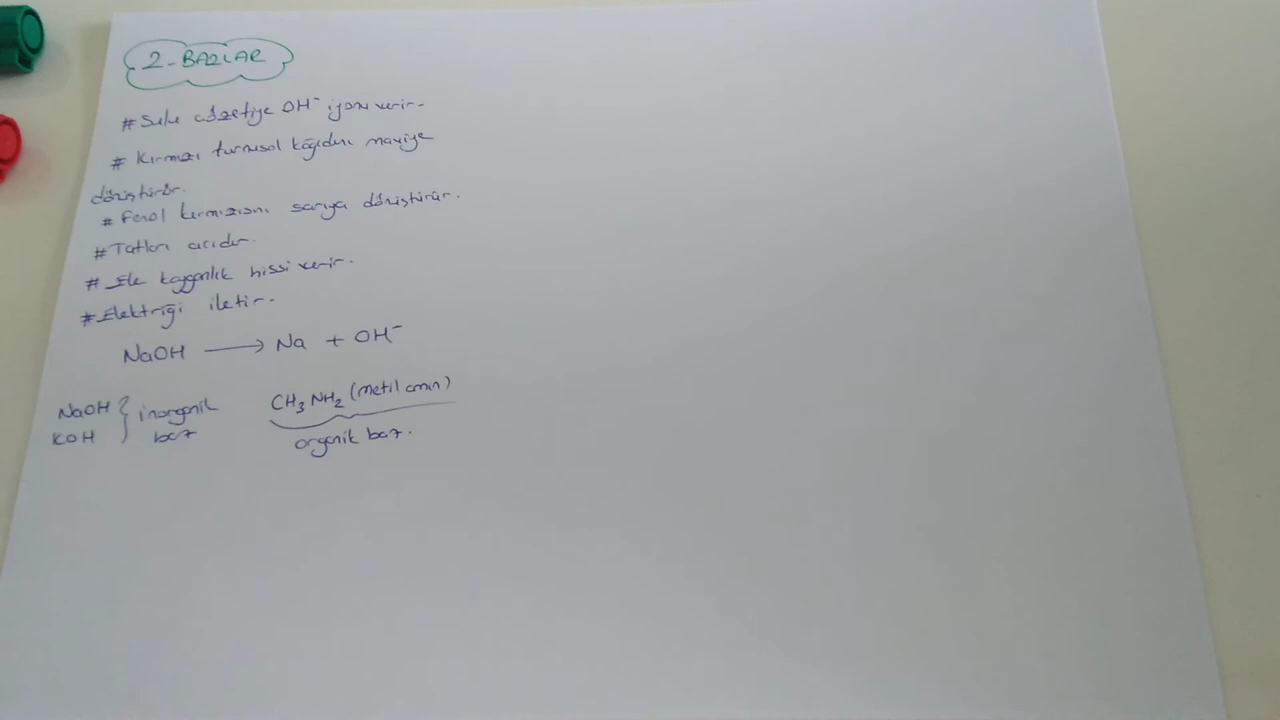 2-BAZLAR
# Sulu çözeltiye OH⁻ iyonu verir.
# Kırmızı turnusol kağıdını maviye
dönüştürür.
# Fenol kırmızısını sarıya dönüştürür.
# Tatları acıdır.
# Ele kayganlık hissi verir.
# Elektriği iletir.
NaOH ⟶ Na + OH⁻
NaOH
KOH } inorganik
baz
CH₃NH₂ (metil amin)
organik baz.